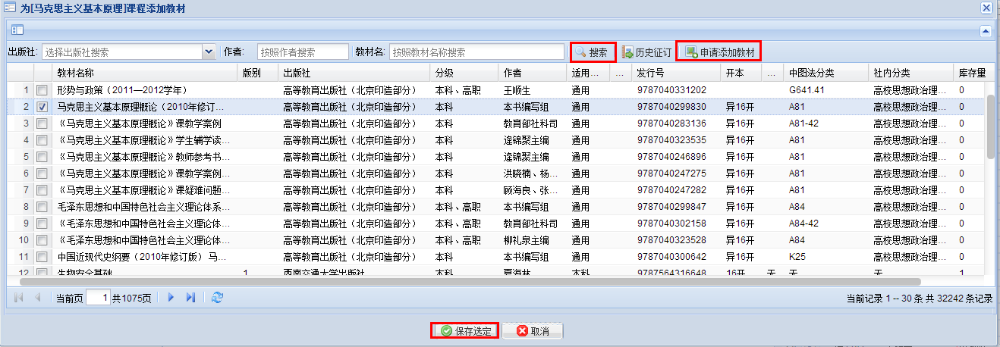 为[马克思主义基本原理]课程添加教材
出版社: 选择出版社搜索 作者: 按照作者搜索 教材名: 按照教材名称搜索 搜索 历史征订 申请添加教材
教材名称 版别 出版社 分级 作者 适用... ... 发行号 开本 ... 中图法分类 社内分类 库存量
1 形势与政策（2011—2012学年） 高等教育出版社（北京印造部分） 本科、高职 王顺生 通用 9787040331202 G641.41 高校思想政治理... 0
2 马克思主义基本原理概论（2010年修订... 高等教育出版社（北京印造部分） 本科 本书编写组 通用 9787040299830 异16开 A81 高校思想政治理... 0
3 《马克思主义基本原理概论》课教学案例 高等教育出版社（北京印造部分） 本科 教育部社科司 通用 9787040283136 异16开 A81-42 高校思想政治理... 0
4 《马克思主义基本原理概论》学生辅学读... 高等教育出版社（北京印造部分） 本科 逄锦聚主编 通用 9787040323535 异16开 A81 高校思想政治理... 0
5 《马克思主义基本原理概论》教师参考书... 高等教育出版社（北京印造部分） 本科 逄锦聚主编 通用 9787040246896 异16开 A81 高校思想政治理... 0
6 《马克思主义基本原理概论》课教学案例... 高等教育出版社（北京印造部分） 本科 洪晓楠、杨... 通用 9787040247275 异16开 A81 高校思想政治理... 0
7 《马克思主义基本原理概论》课疑难问题... 高等教育出版社（北京印造部分） 本科 顾海良、张... 通用 9787040247282 异16开 A81 高校思想政治理... 0
8 毛泽东思想和中国特色社会主义理论体系... 高等教育出版社（北京印造部分） 本科、高职 本书编写组 通用 9787040299847 异16开 A84 高校思想政治理... 0
9 《毛泽东思想和中国特色社会主义理论体... 高等教育出版社（北京印造部分） 本科、高职 教育部社科司 通用 9787040302158 异16开 A84-42 高校思想政治理... 0
10 《毛泽东思想和中国特色社会主义理论体... 高等教育出版社（北京印造部分） 本科、高职 柳礼泉主编 通用 9787040323528 异16开 A84 高校思想政治理... 0
11 中国近现代史纲要（2010年修订版） 马... 高等教育出版社（北京印造部分） 本科 本书编写组 通用 9787040300642 异16开 K25 高校思想政治理... 0
12 生物安全基础 1 西南交通大学出版社 本科 夏海林 本科 9787564316648 16开 无 无 无 1
当前页 1 共1075页 当前记录 1 -- 30 条 共 32242 条记录
保存选定 取消